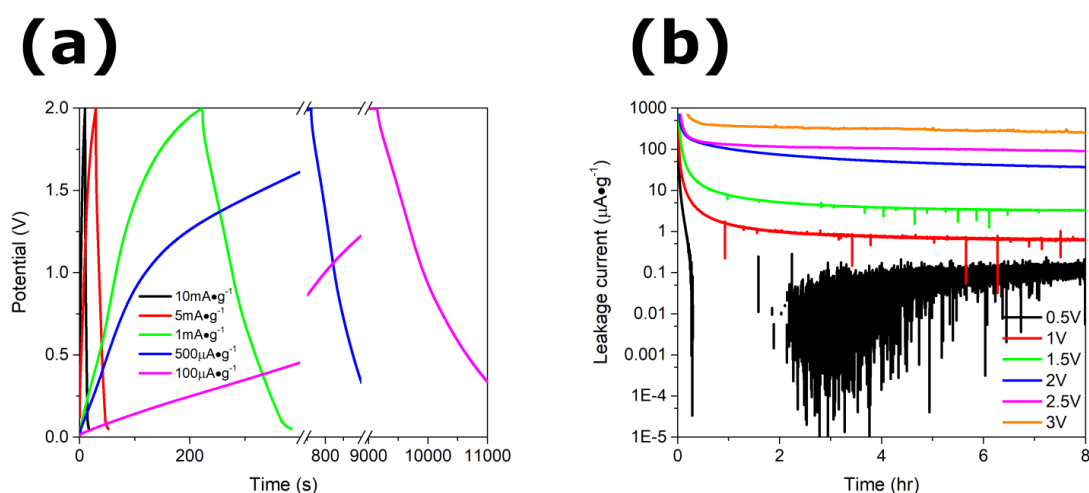 (a)
2.0
1.5
1.0
0.5
0.0
Potential (V)
10mA•g-1
5mA•g-1
1mA•g-1
500μA•g-1
100μA•g-1
0 200 800 9000 10000 11000
Time (s)
(b)
1000
100
10
1
0.1
0.01
0.001
1E-4
1E-5
Leakage current (μA•g-1)
0.5V
1V
1.5V
2V
2.5V
3V
0 2 4 6 8
Time (hr)